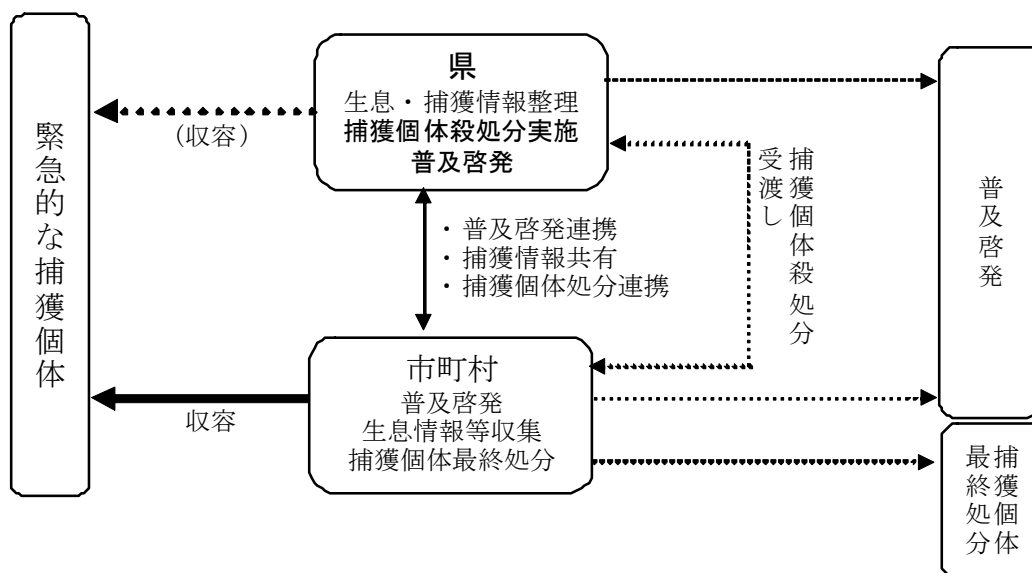 緊急的な捕獲個体
県
生息・捕獲情報整理
捕獲個体殺処分実施
普及啓発
(収容)
・普及啓発連携
・捕獲情報共有
・捕獲個体処分連携
捕獲個体殺処分
受渡し
普及啓発
市町村
普及啓発
生息情報等収集
捕獲個体最終処分
収容
捕獲個体
最終処分